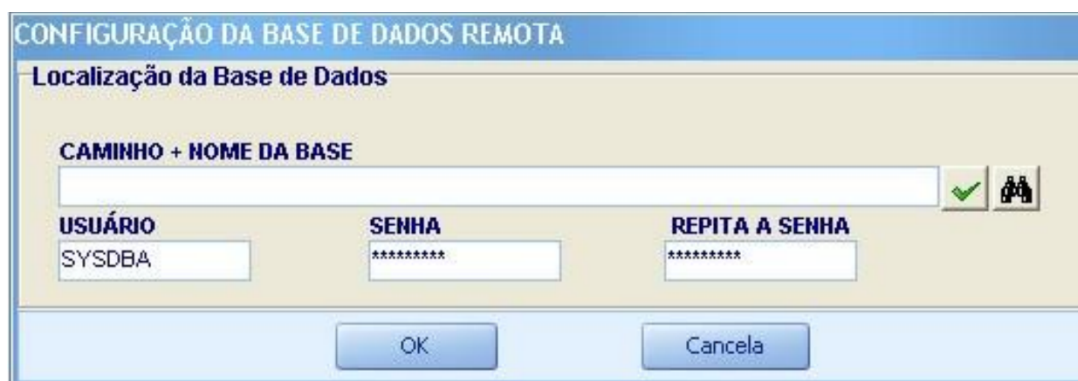 CONFIGURAÇÃO DA BASE DE DADOS REMOTA
Localização da Base de Dados
CAMINHO + NOME DA BASE
USUÁRIO SENHA REPITA A SENHA
SYSDBA ********* *********
OK Cancela